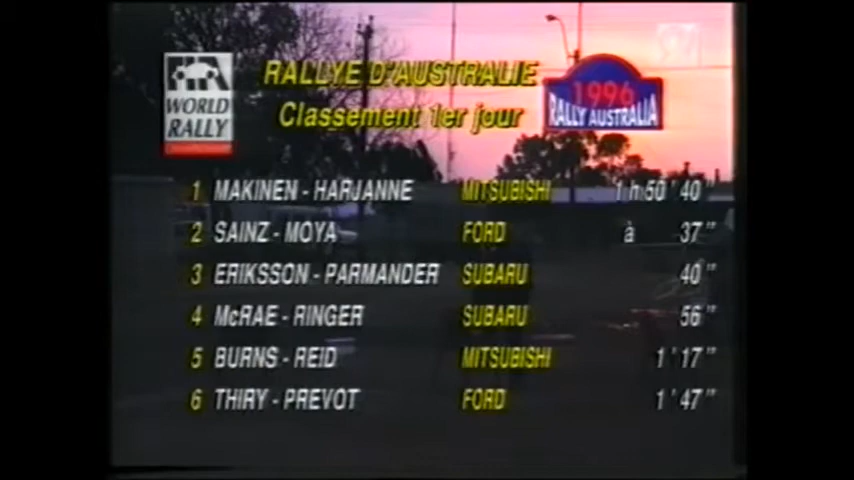 RALLYE D'AUSTRALIE
Classement 1er jour
WORLD
RALLY
1996
RALLY AUSTRALIA
1 MAKINEN - HARJANNE MITSUBISHI 1 h 50 ' 40 "
2 SAINZ - MOYA FORD à 37 "
3 ERIKSSON - PARMANDER SUBARU 40 "
4 McRAE - RINGER SUBARU 56 "
5 BURNS - REID MITSUBISHI 1 ' 17 "
6 THIRY - PREVOT FORD 1 ' 47 "